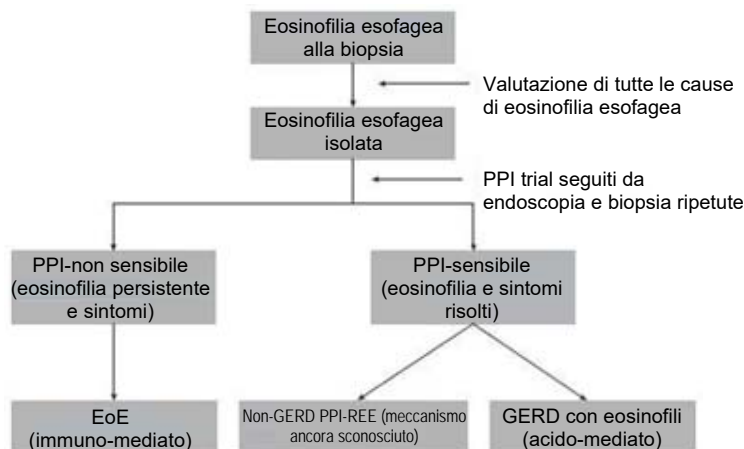 Eosinofilia esofagea
alla biopsia
Valutazione di tutte le cause
di eosinofilia esofagea
Eosinofilia esofagea
isolata
PPI trial seguiti da
endoscopia e biopsia ripetute
PPI-non sensibile
(eosinofilia persistente
e sintomi)
PPI-sensibile
(eosinofilia e sintomi
risolti)
EoE
(immuno-mediato)
Non-GERD PPI-REE (meccanismo
ancora sconosciuto)
GERD con eosinofili
(acido-mediato)